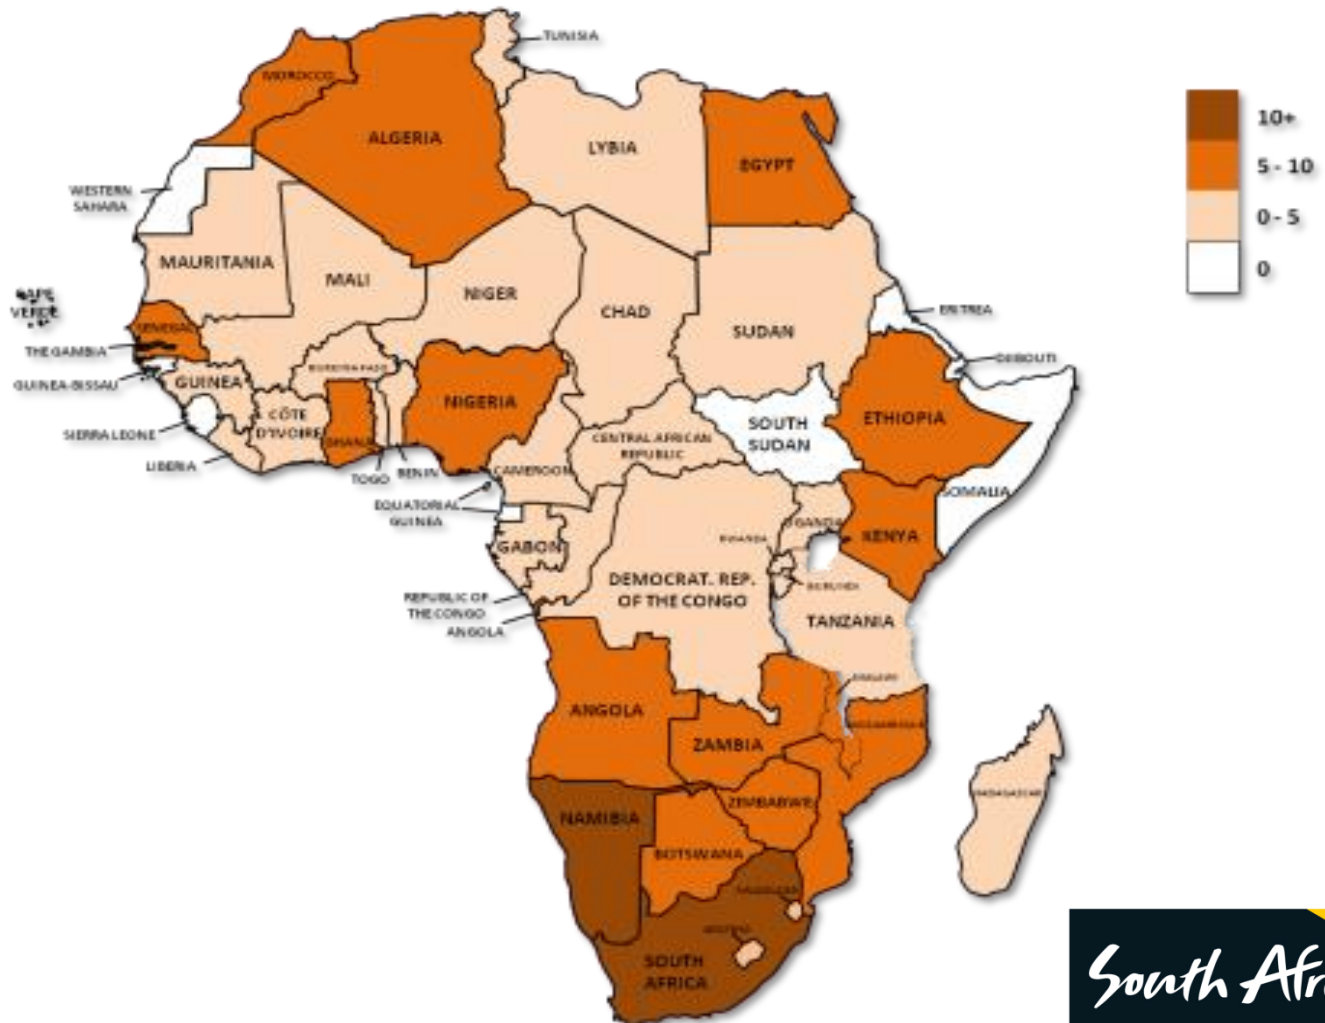 TUNISIA
MOROCCO
ALGERIA
LYBIA
EGYPT
WESTERN
SAHARA
MAURITANIA
MALI
NIGER
CHAD
SUDAN
ERITREA
CAPE
VERDE
SENEGAL
THE GAMBIA
DJIBOUTI
GUINEA-BISSAU
GUINEA
BURKINA FASO
NIGERIA
ETHIOPIA
CÔTE
D'IVOIRE
GHANA
SOUTH
SUDAN
SIERRA LEONE
CENTRAL AFRICAN
REPUBLIC
LIBERIA
TOGO
BENIN
CAMEROON
SOMALIA
EQUATORIAL
GUINEA
UGANDA
KENYA
GABON
RWANDA
DEMOCRAT. REP.
OF THE CONGO
BURUNDI
REPUBLIC OF
THE CONGO
ANGOLA
TANZANIA
ANGOLA
ZAMBIA
ZIMBABWE
MADAGASCAR
NAMIBIA
BOTSWANA
SOUTH
AFRICA
10+
5 - 10
0 - 5
0
South Afr